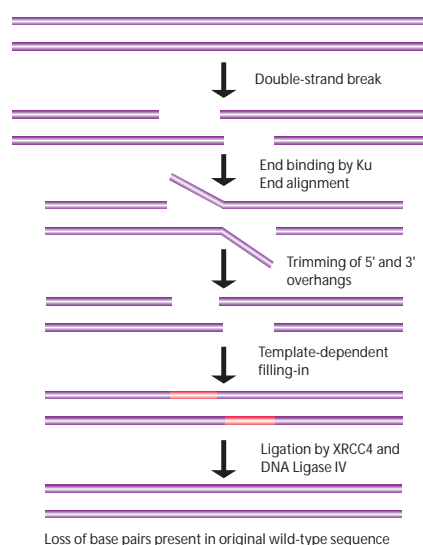 Double-strand break
End binding by Ku
End alignment
Trimming of 5' and 3'
overhangs
Template-dependent
filling-in
Ligation by XRCC4 and
DNA Ligase IV
Loss of base pairs present in original wild-type sequence